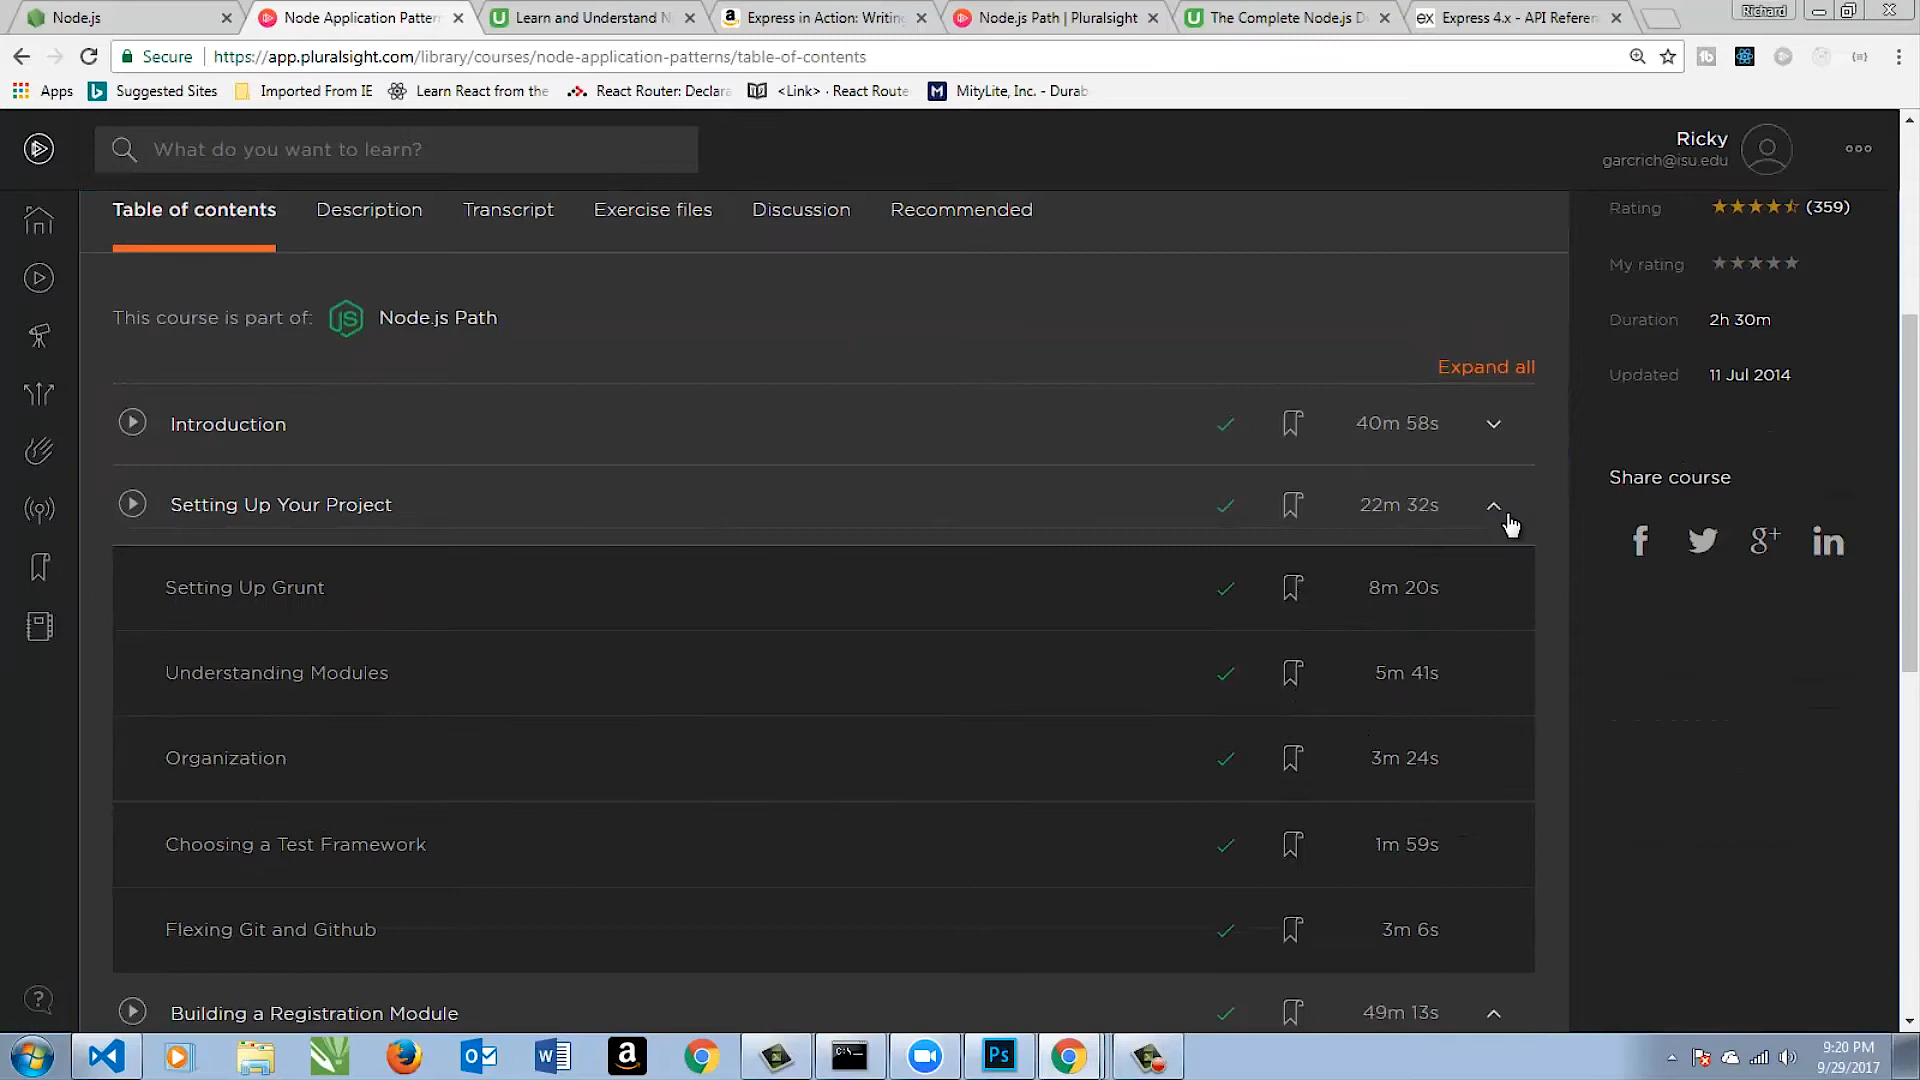 Node.js
Node Application Patter
Learn and Understand N
Express in Action: Writing
Node.js Path | Pluralsight
The Complete Node.js D
Express 4.x - API Referen
Richard
Secure
https://app.pluralsight.com/library/courses/node-application-patterns/table-of-contents
Apps
Suggested Sites
Imported From IE
Learn React from the
React Router: Declara
<Link> · React Route
MityLite, Inc. - Durab
What do you want to learn?
Ricky
garcrich@isu.edu
Table of contents
Description
Transcript
Exercise files
Discussion
Recommended
Rating
(359)
My rating
This course is part of:
JS
Node.js Path
Duration
2h 30m
Expand all
Updated
11 Jul 2014
Introduction
40m 58s
Share course
Setting Up Your Project
22m 32s
Setting Up Grunt
8m 20s
Understanding Modules
5m 41s
Organization
3m 24s
Choosing a Test Framework
1m 59s
Flexing Git and Github
3m 6s
Building a Registration Module
49m 13s
9:20 PM
9/29/2017